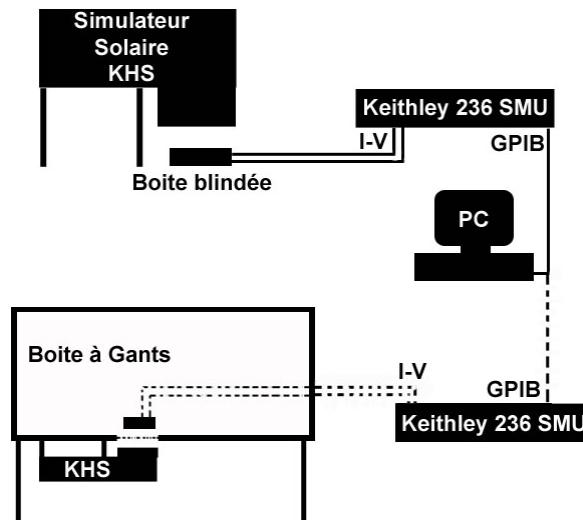 Simulateur
Solaire
KHS
Keithley 236 SMU
I-V
GPIB
Boite blindée
PC
Boite à Gants
I-V
GPIB
Keithley 236 SMU
KHS